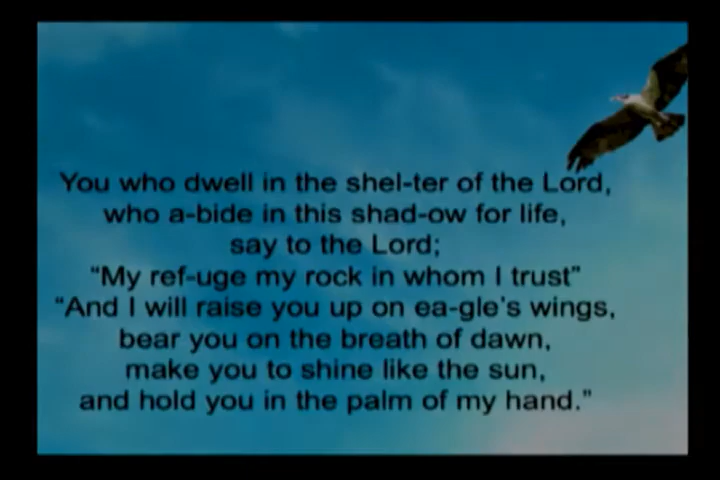 You who dwell in the shel-ter of the Lord,
who a-bide in this shad-ow for life,
say to the Lord;
“My ref-uge my rock in whom I trust”
“And I will raise you up on ea-gle's wings,
bear you on the breath of dawn,
make you to shine like the sun,
and hold you in the palm of my hand.”